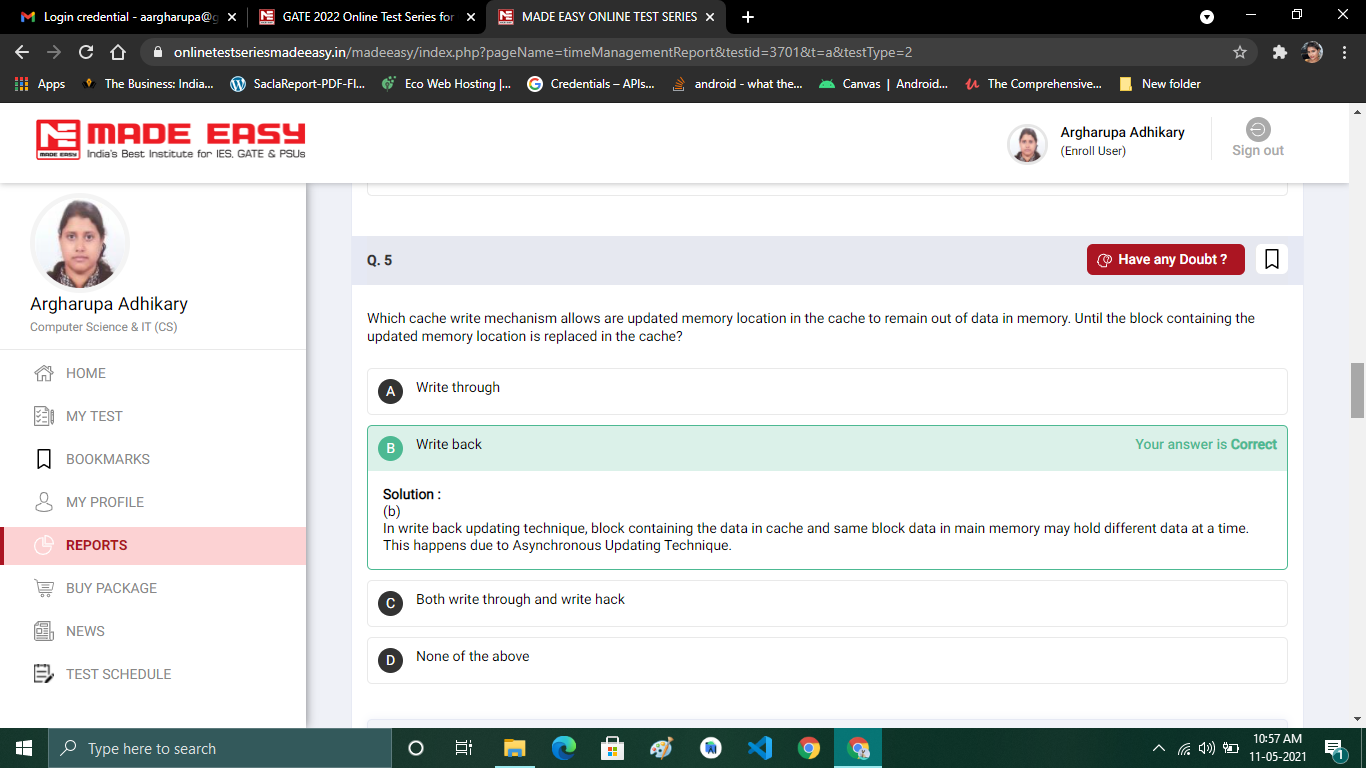 Login credential - aargharupa@g
GATE 2022 Online Test Series for
MADE EASY ONLINE TEST SERIES
onlinetestseriesmadeeasy.in/madeeasy/index.php?pageName=timeManagementReport&testid=3701&t=a&testType=2
Apps
The Business: India...
SaclaReport-PDF-Fl...
Eco Web Hosting |...
Credentials – APIs...
android - what the...
Canvas | Android...
The Comprehensive...
New folder
MADE EASY
MADE EASY
India's Best Institute for IES, GATE & PSUs
Argharupa Adhikary
(Enroll User)
Sign out
Argharupa Adhikary
Computer Science & IT (CS)
HOME
MY TEST
BOOKMARKS
MY PROFILE
REPORTS
BUY PACKAGE
NEWS
TEST SCHEDULE
Q. 5
Have any Doubt ?
Which cache write mechanism allows are updated memory location in the cache to remain out of data in memory. Until the block containing the
updated memory location is replaced in the cache?
A
Write through
B
Write back
Your answer is Correct
Solution :
(b)
In write back updating technique, block containing the data in cache and same block data in main memory may hold different data at a time.
This happens due to Asynchronous Updating Technique.
C
Both write through and write hack
D
None of the above
Type here to search
10:57 AM
11-05-2021
1